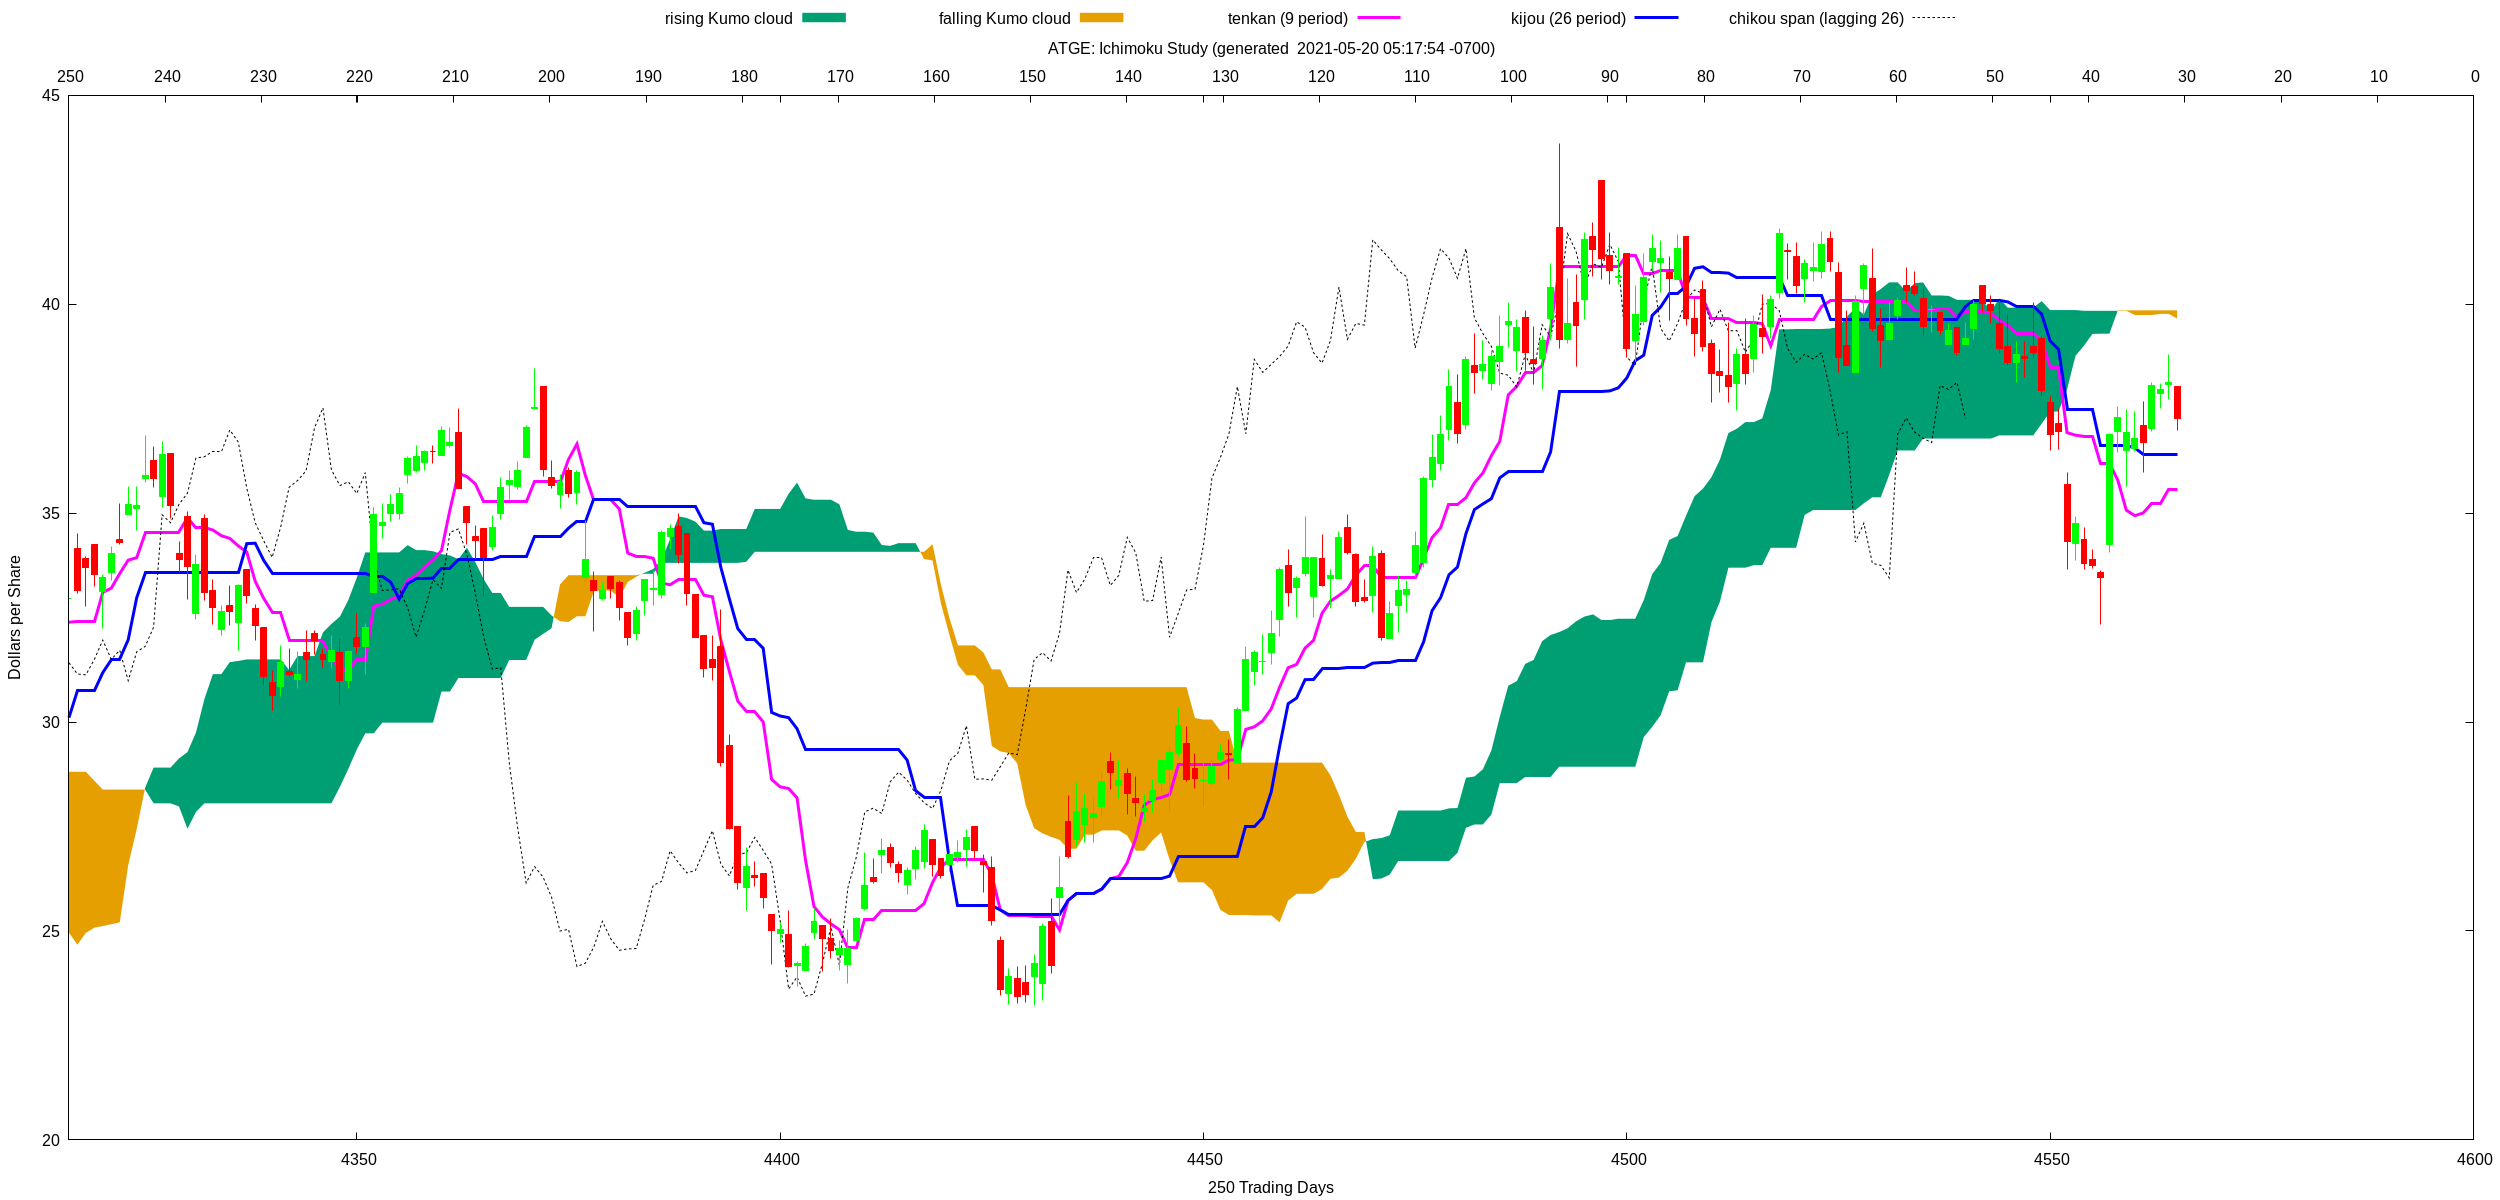 rising Kumo cloud falling Kumo cloud tenkan (9 period) kijou (26 period) chikou span (lagging 26)
ATGE: Ichimoku Study (generated  2021-05-20 05:17:54 -0700)
250 240 230 220 210 200 190 180 170 160 150 140 130 120 110 100 90 80 70 60 50 40 30 20 10 0
45
40
35
30
25
20
Dollars per Share
4350 4400 4450 4500 4550 4600
250 Trading Days